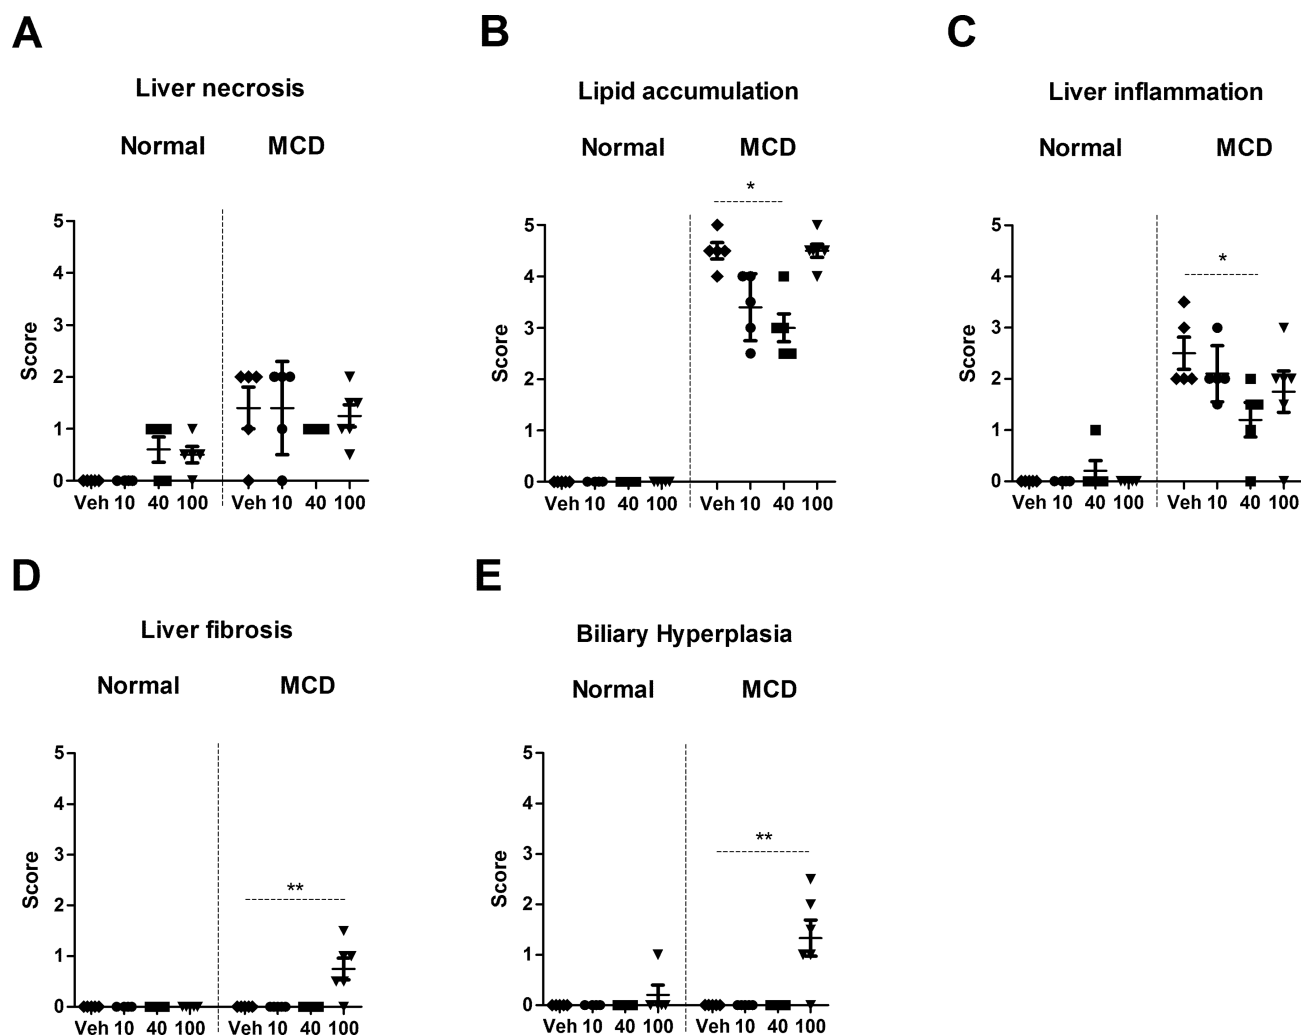 A
Liver necrosis
Normal MCD
5
4
3
2
1
0
Score
Veh 10 40 100 Veh 10 40 100
B
Lipid accumulation
Normal MCD
*
5
4
3
2
1
0
Score
Veh 10 40 100 Veh 10 40 100
C
Liver inflammation
Normal MCD
*
5
4
3
2
1
0
Score
Veh 10 40 100 Veh 10 40 100
D
Liver fibrosis
Normal MCD
**
5
4
3
2
1
0
Score
Veh 10 40 100 Veh 10 40 100
E
Biliary Hyperplasia
Normal MCD
**
5
4
3
2
1
0
Score
Veh 10 40 100 Veh 10 40 100